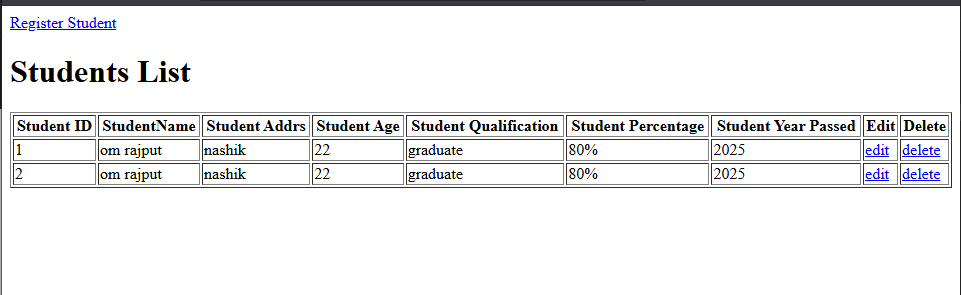 Register Student
Students List
Student ID StudentName Student Addrs Student Age Student Qualification Student Percentage Student Year Passed Edit Delete
1 om rajput nashik 22 graduate 80% 2025 edit delete
2 om rajput nashik 22 graduate 80% 2025 edit delete